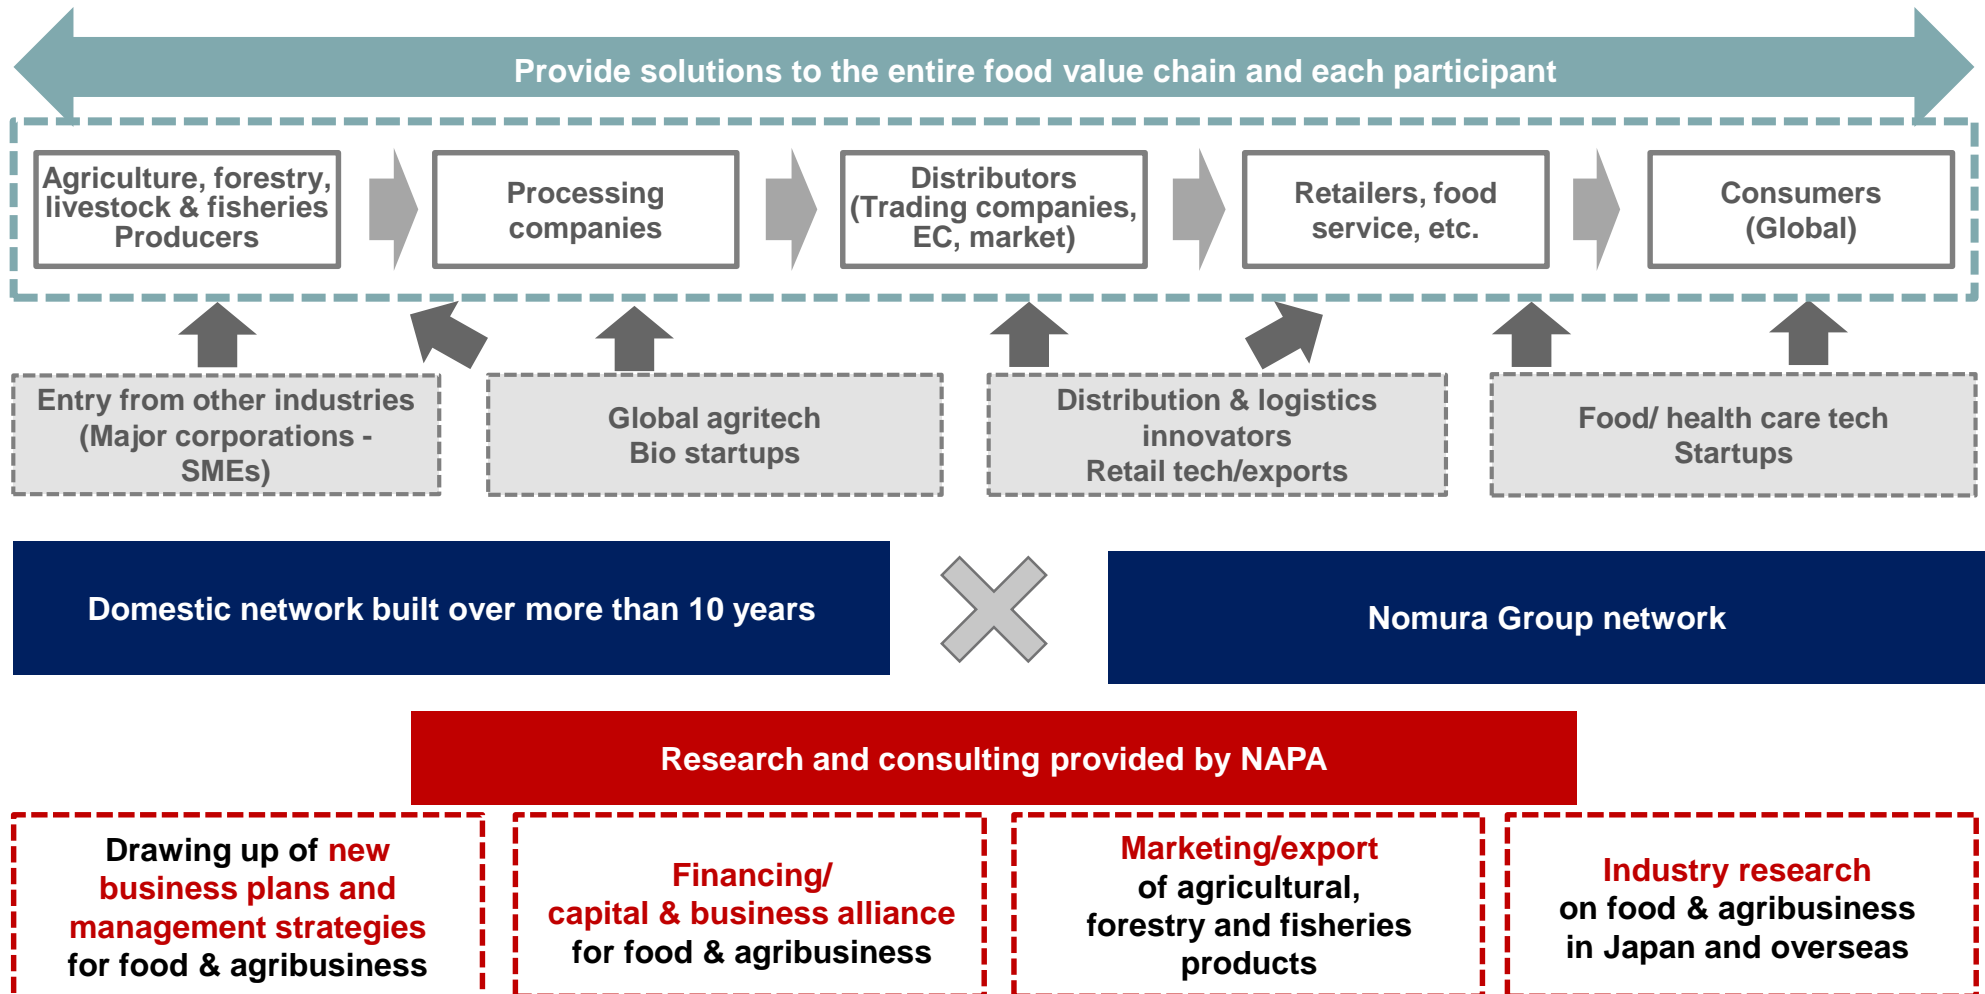 Provide solutions to the entire food value chain and each participant
Agriculture, forestry,
livestock & fisheries
Producers
Processing
companies
Distributors
(Trading companies,
EC, market)
Retailers, food
service, etc.
Consumers
(Global)
Entry from other industries
(Major corporations -
SMEs)
Global agritech
Bio startups
Distribution & logistics
innovators
Retail tech/exports
Food/ health care tech
Startups
Domestic network built over more than 10 years
Nomura Group network
Research and consulting provided by NAPA
Drawing up of new
business plans and
management strategies
for food & agribusiness
Financing/
capital & business alliance
for food & agribusiness
Marketing/export
of agricultural,
forestry and fisheries
products
Industry research
on food & agribusiness
in Japan and overseas